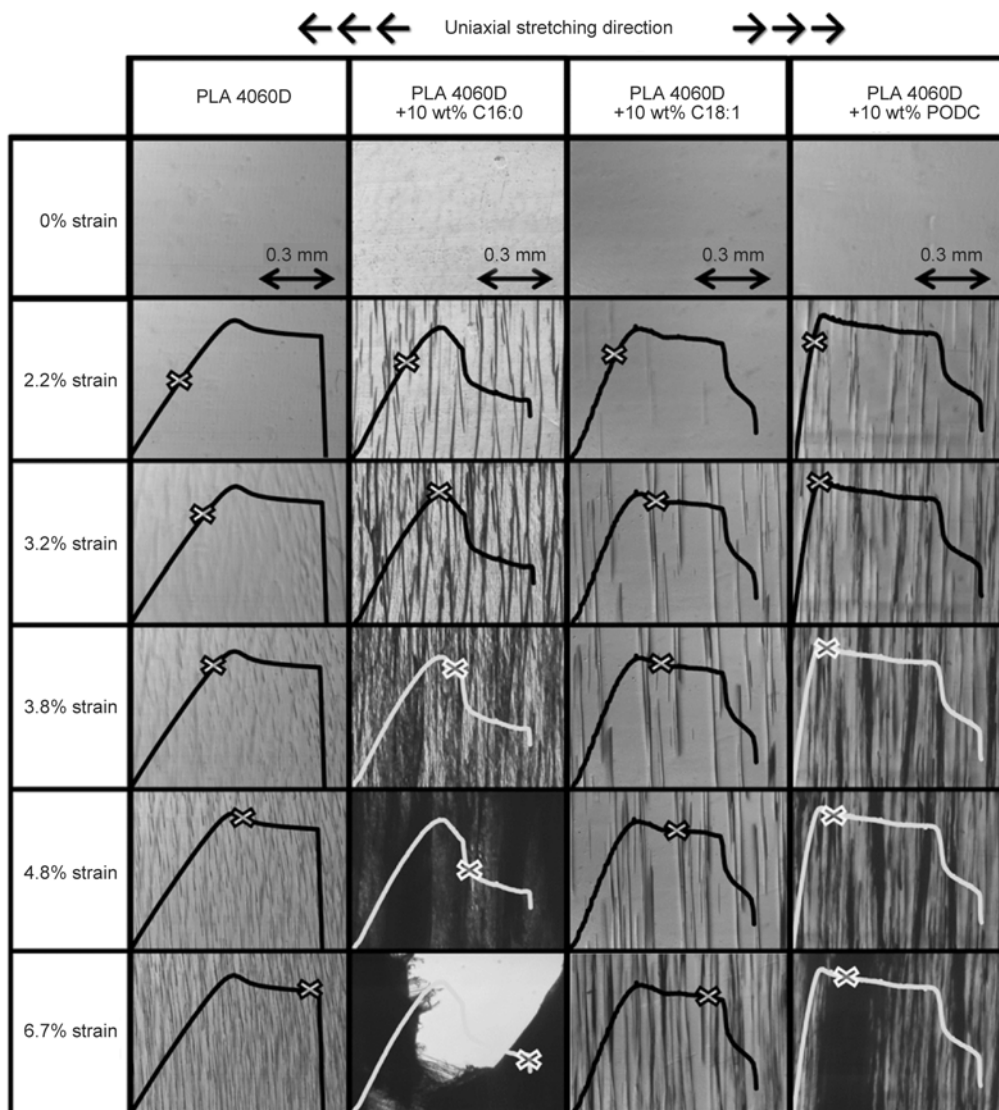 Uniaxial stretching direction
PLA 4060D
PLA 4060D
+10 wt% C16:0
PLA 4060D
+10 wt% C18:1
PLA 4060D
+10 wt% PODC
0% strain
0.3 mm
0.3 mm
0.3 mm
0.3 mm
2.2% strain
3.2% strain
3.8% strain
4.8% strain
6.7% strain